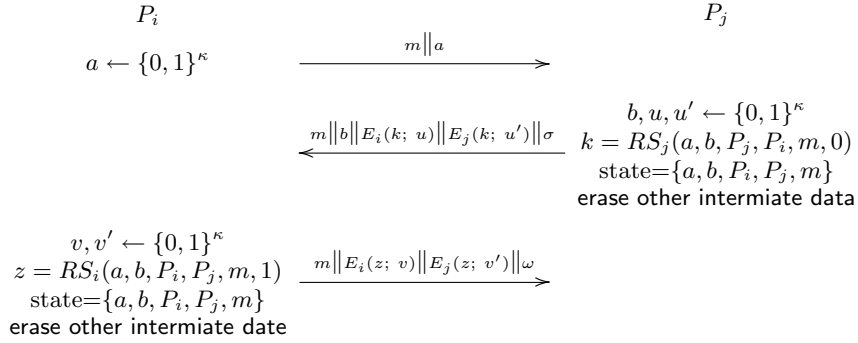 P_i P_j
a ← {0, 1}^κ m||a
b, u, u′ ← {0, 1}^κ
m||b||E_i(k; u)||E_j(k; u′)||σ k = RS_j(a, b, P_j, P_i, m, 0)
state={a, b, P_i, P_j, m}
erase other intermiate data
v, v′ ← {0, 1}^κ
z = RS_i(a, b, P_i, P_j, m, 1) m||E_i(z; v)||E_j(z; v′)||ω
state={a, b, P_i, P_j, m}
erase other intermiate date